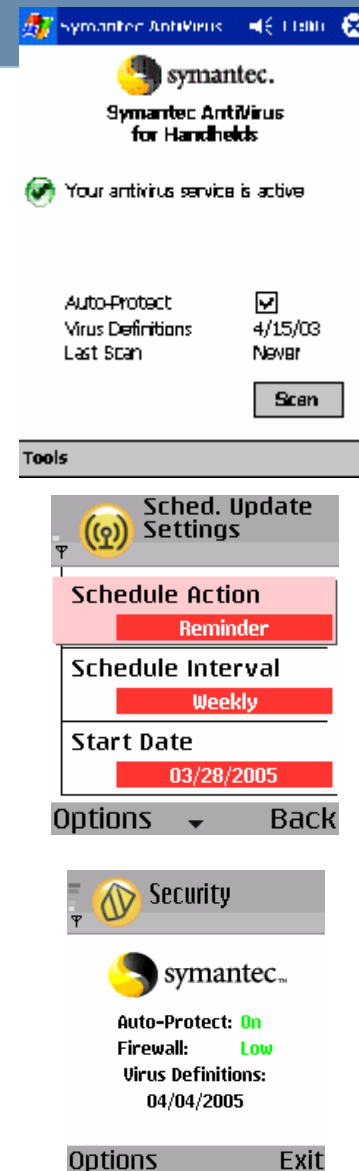 Symantec AntiVirus
symantec.
Symantec AntiVirus
for Handhelds
Your antivirus service is active
Auto-Protect
Virus Definitions 4/15/03
Last Scan Never
Scan
Tools
Sched. Update
Settings
Schedule Action
Reminder
Schedule Interval
Weekly
Start Date
03/28/2005
Options Back
Security
symantec™
Auto-Protect: On
Firewall: Low
Virus Definitions:
04/04/2005
Options Exit